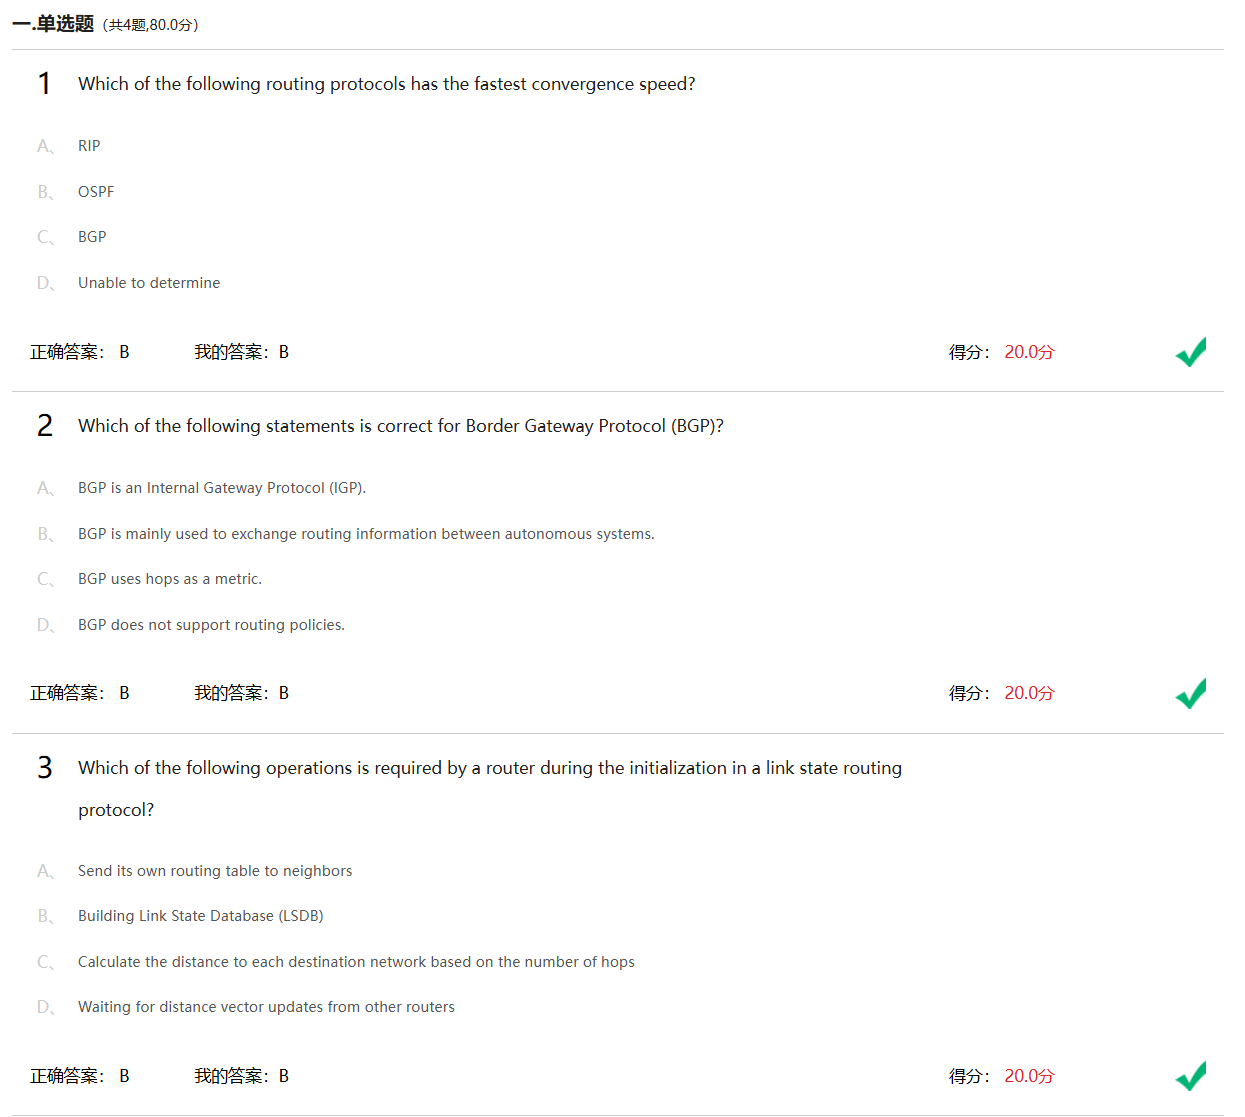 一.单选题（共4题,80.0分）
1 Which of the following routing protocols has the fastest convergence speed?
A、 RIP
B、 OSPF
C、 BGP
D、 Unable to determine
正确答案： B 我的答案：B 得分： 20.0分
2 Which of the following statements is correct for Border Gateway Protocol (BGP)?
A、 BGP is an Internal Gateway Protocol (IGP).
B、 BGP is mainly used to exchange routing information between autonomous systems.
C、 BGP uses hops as a metric.
D、 BGP does not support routing policies.
正确答案： B 我的答案：B 得分： 20.0分
3 Which of the following operations is required by a router during the initialization in a link state routing
protocol?
A、 Send its own routing table to neighbors
B、 Building Link State Database (LSDB)
C、 Calculate the distance to each destination network based on the number of hops
D、 Waiting for distance vector updates from other routers
正确答案： B 我的答案：B 得分： 20.0分